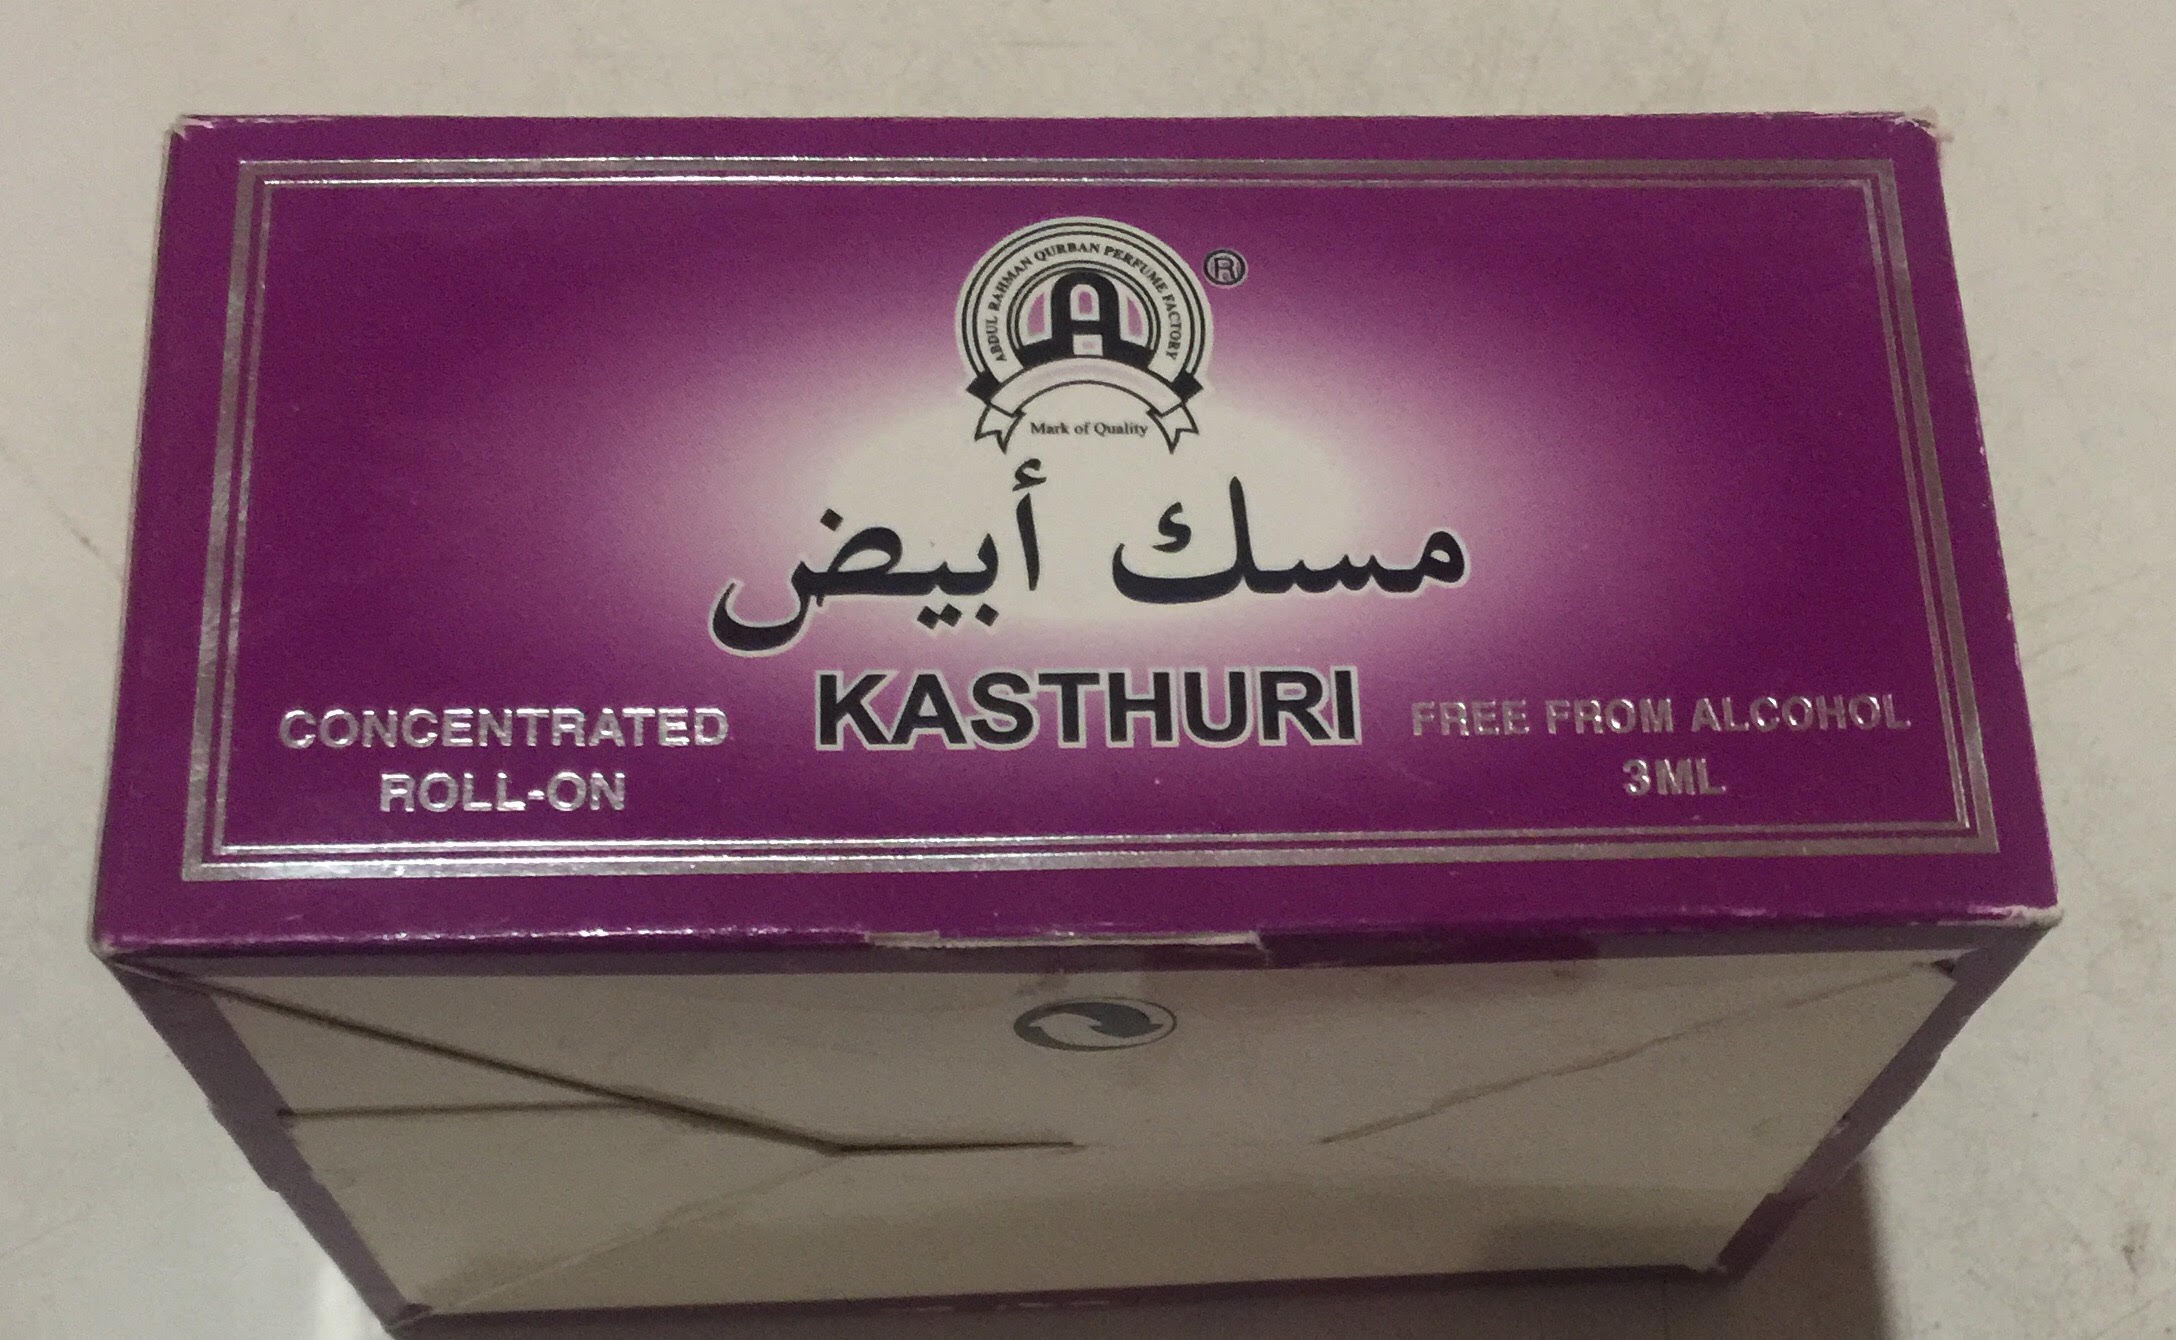 ABDUL RAHMAN QURBAN PERFUME FACTORY
A
®
Mark of Quality
مسك أبيض
KASTHURI
CONCENTRATED
ROLL-ON
FREE FROM ALCOHOL
3ML